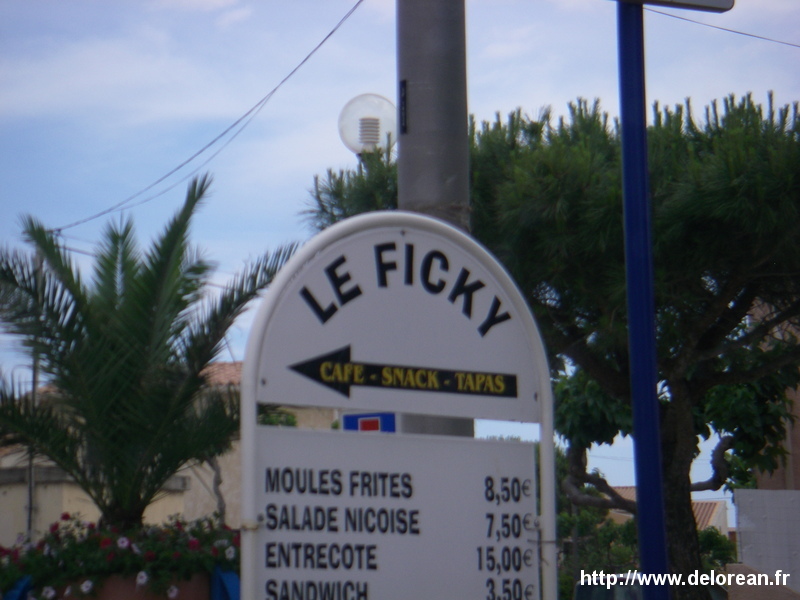 LE FICKY
CAFE - SNACK - TAPAS
MOULES FRITES 8,50€
SALADE NICOISE 7,50€
ENTRECOTE 15,00€
SANDWICH 3,50€
http://www.delorean.fr